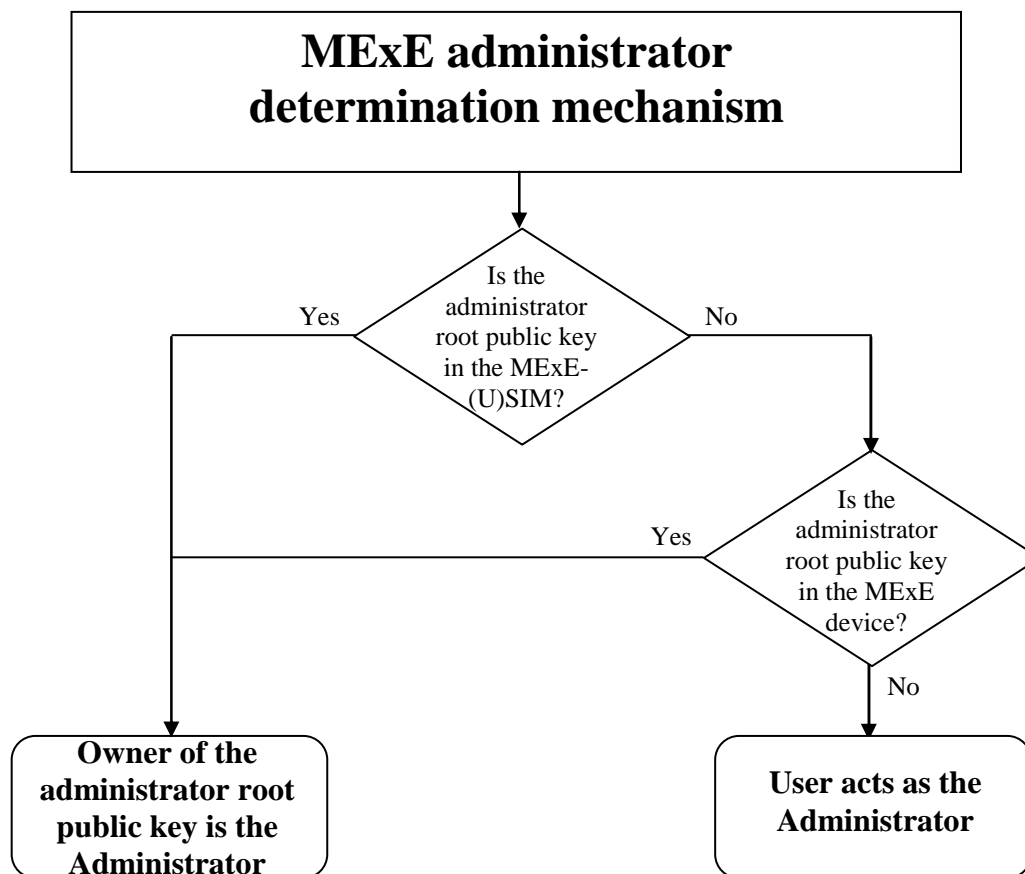 MExE administrator
determination mechanism
Is the
administrator
root public key
in the MExE-
(U)SIM?
Yes
No
Is the
administrator
root public key
in the MExE
device?
Yes
No
Owner of the
administrator root
public key is the
Administrator
User acts as the
Administrator